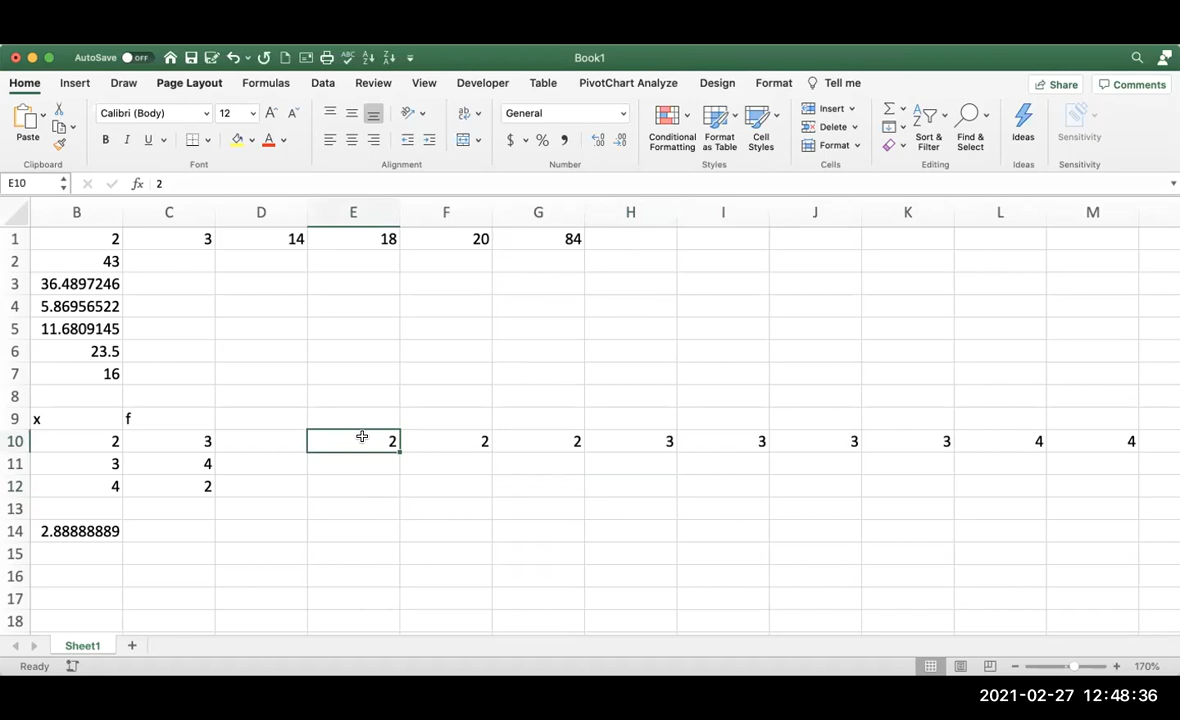 AutoSave OFF Book1
Home Insert Draw Page Layout Formulas Data Review View Developer Table PivotChart Analyze Design Format Tell me Share Comments
Paste Calibri (Body) 12 General Conditional Formatting Format as Table Cell Styles Insert Delete Format Sort & Filter Find & Select Ideas Sensitivity
B I U A $ % ,
Clipboard Font Alignment Number Styles Cells Editing Ideas Sensitivity
E10 fx 2
B C D E F G H I J K L M
1 2 3 14 18 20 84
2 43
3 36.4897246
4 5.86956522
5 11.6809145
6 23.5
7 16
8
9 x f
10 2 3 2 2 2 3 3 3 3 4 4
11 3 4
12 4 2
13
14 2.88888889
15
16
17
18
Sheet1 +
Ready − + 170%
2021-02-27 12:48:36